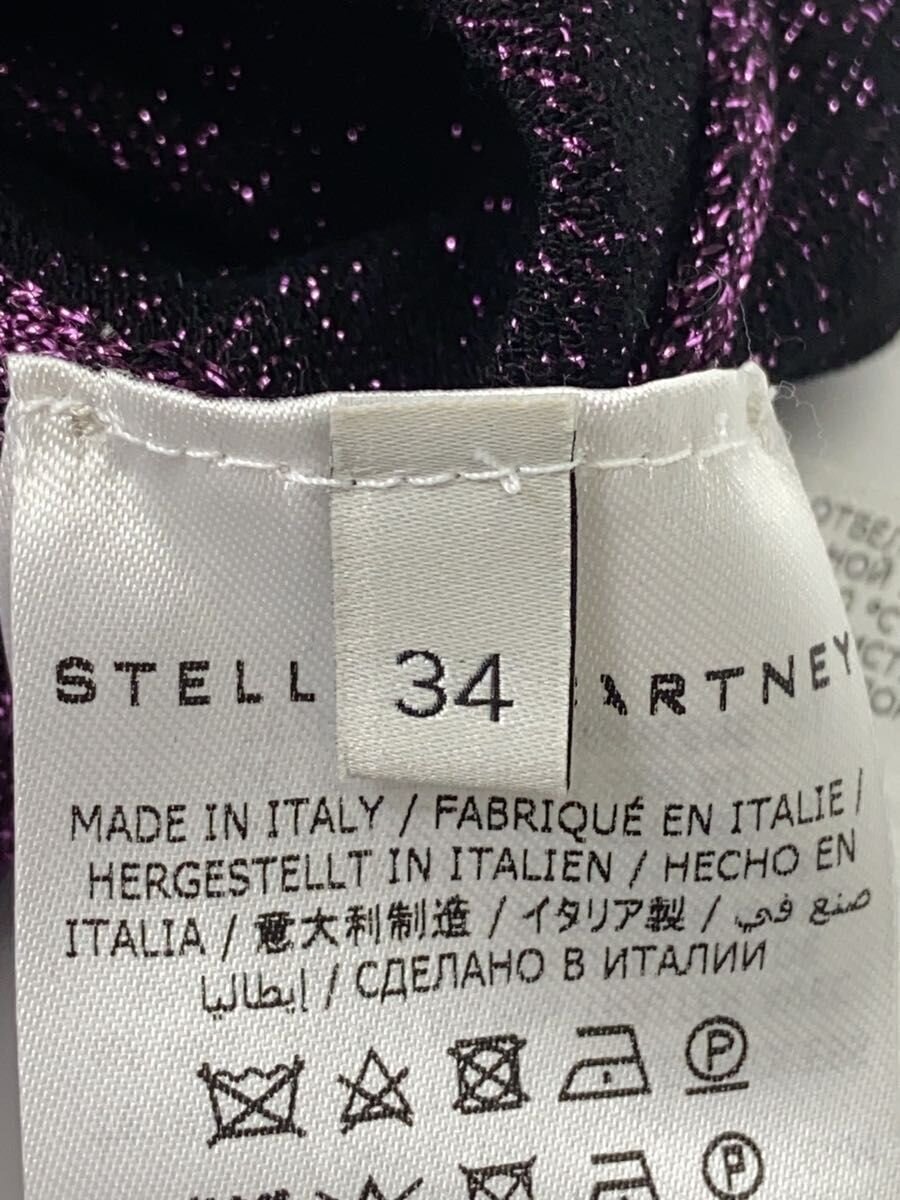 STELL 34 ARTNEY
MADE IN ITALY / FABRIQUÉ EN ITALIE /
HERGESTELLT IN ITALIEN / HECHO EN
ITALIA / 意大利制造 / イタリア製 / صنع في
إيطاليا / СДЕЛАНО В ИТАЛИИ
P
P